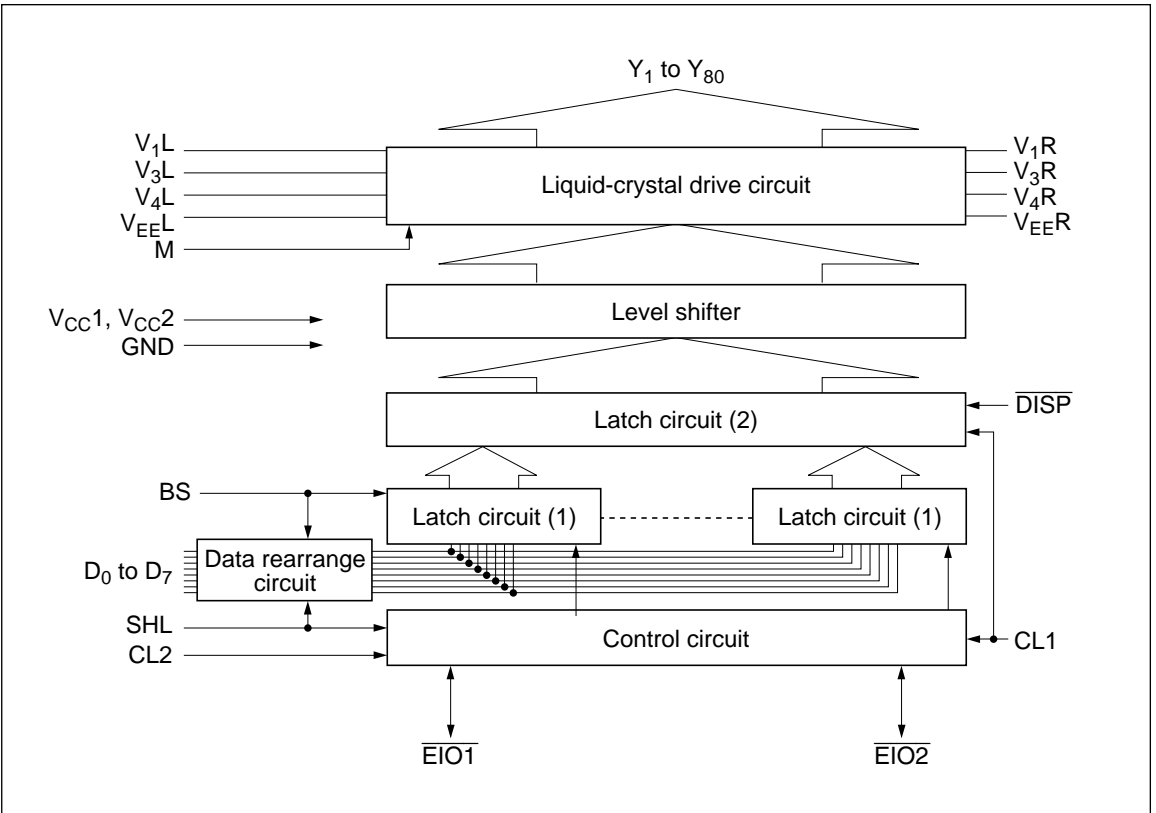 Y1 to Y80
V1L
V3L
V4L
VEEL
M
Liquid-crystal drive circuit
V1R
V3R
V4R
VEER
Level shifter
VCC1, VCC2
GND
Latch circuit (2)
DISP
BS
Latch circuit (1)
Latch circuit (1)
D0 to D7
Data rearrange
circuit
SHL
CL2
Control circuit
CL1
EIO1
EIO2